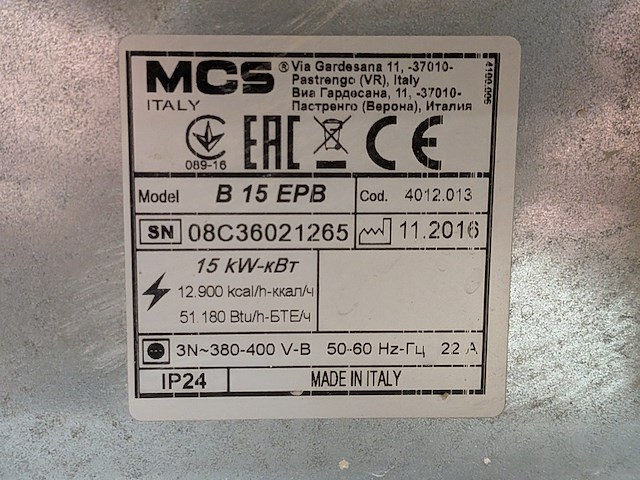 MCS ®
ITALY
Via Gardesana 11, -37010-
Pastrengo (VR), Italy
Виа Гардесана, 11, -37010-
Пастренго (Верона), Италия
4100.006
089-16
EAC
CE
Model B 15 EPB Cod. 4012.013
SN 08C36021265 11.2016
15 kW-кВт
12.900 kcal/h-ккал/ч
51.180 Btu/h-БТЕ/ч
3N~380-400 V-В 50-60 Hz-Гц 22 A
IP24 MADE IN ITALY